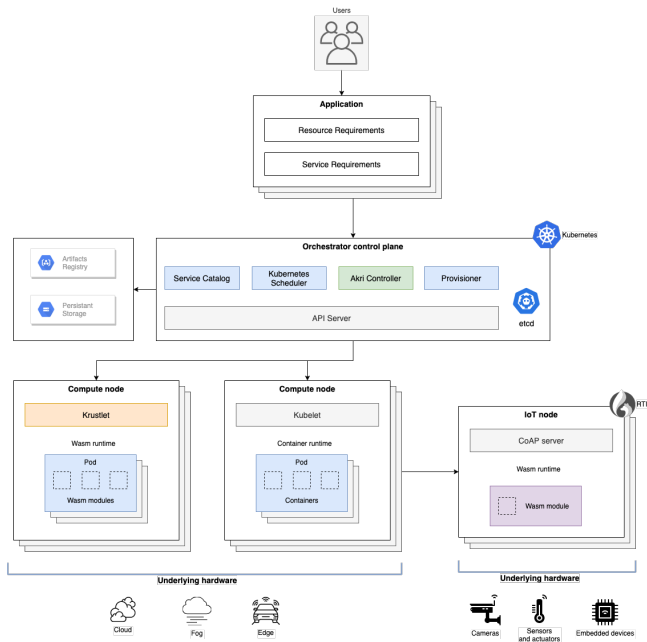 Users
Application
Resource Requirements
Service Requirements
Orchestrator control plane
Kubernetes
Artifacts
Registry
Persistant
Storage
Service Catalog
Kubernetes
Scheduler
Akri Controller
Provisioner
API Server
etcd
Compute node
Krustlet
Wasm runtime
Pod
Wasm modules
Compute node
Kubelet
Container runtime
Pod
Containers
RTI
IoT node
CoAP server
Wasm runtime
Wasm module
Underlying hardware
Underlying hardware
Cloud
Fog
Edge
Cameras
Sensors
and actuators
Embedded devices